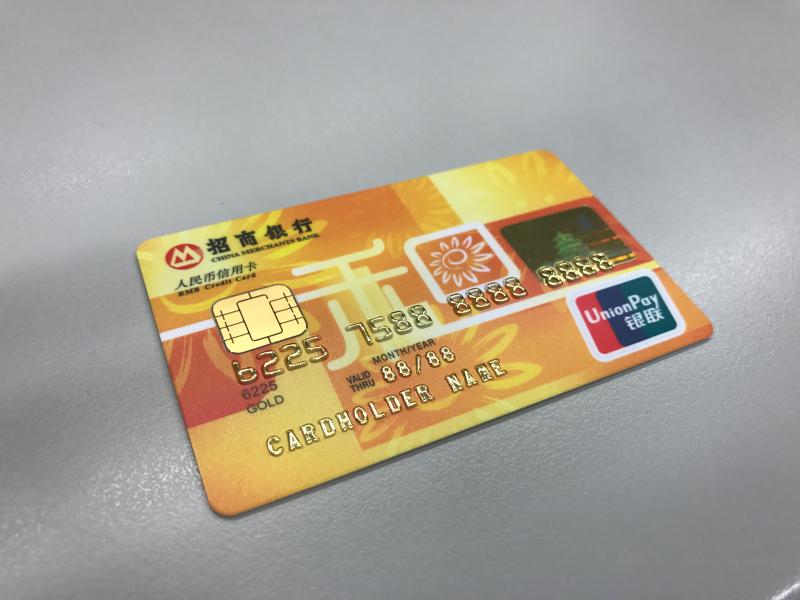 招商银行
CHINA MERCHANTS BANK
人民币信用卡
RMB Credit Card
禾
6225 7588 8888 8888
6225
GOLD
MONTH/YEAR
VALID THRU
88/88
CARDHOLDER NAME
UnionPay
银联